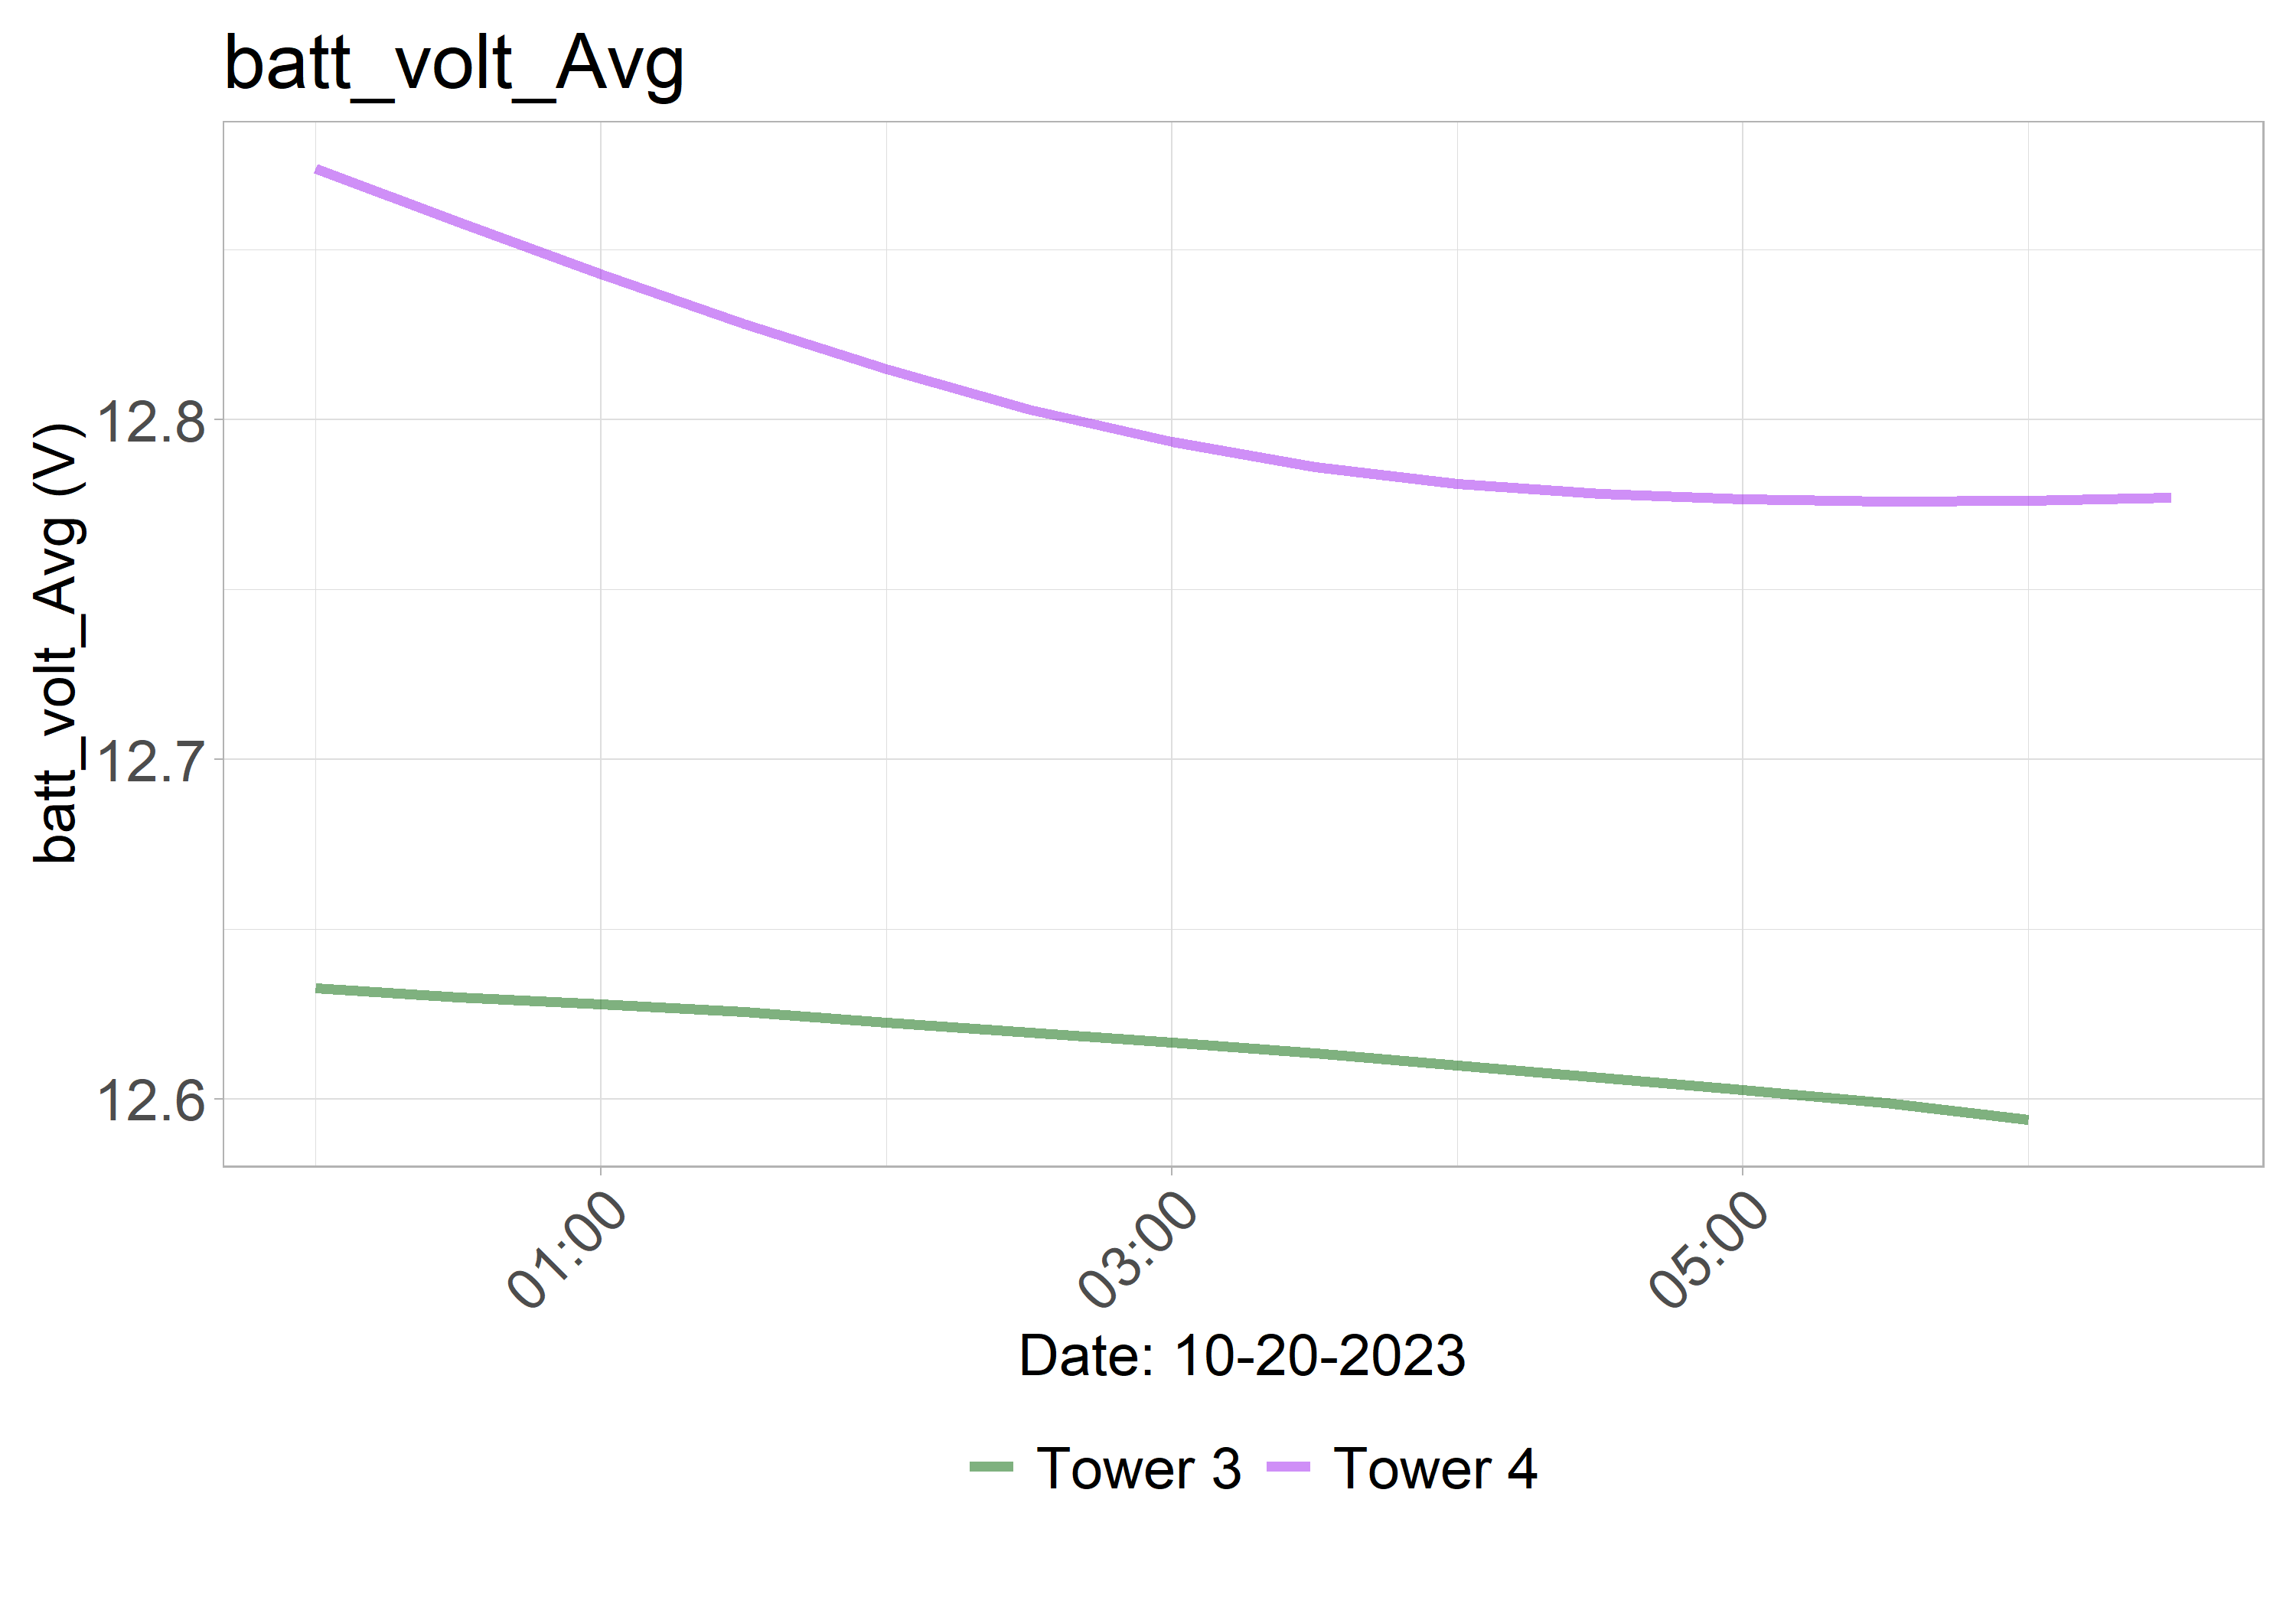 batt_volt_Avg
batt_volt_Avg (V)
12.8
12.7
12.6
01:00
03:00
05:00
Date: 10-20-2023
Tower 3
Tower 4